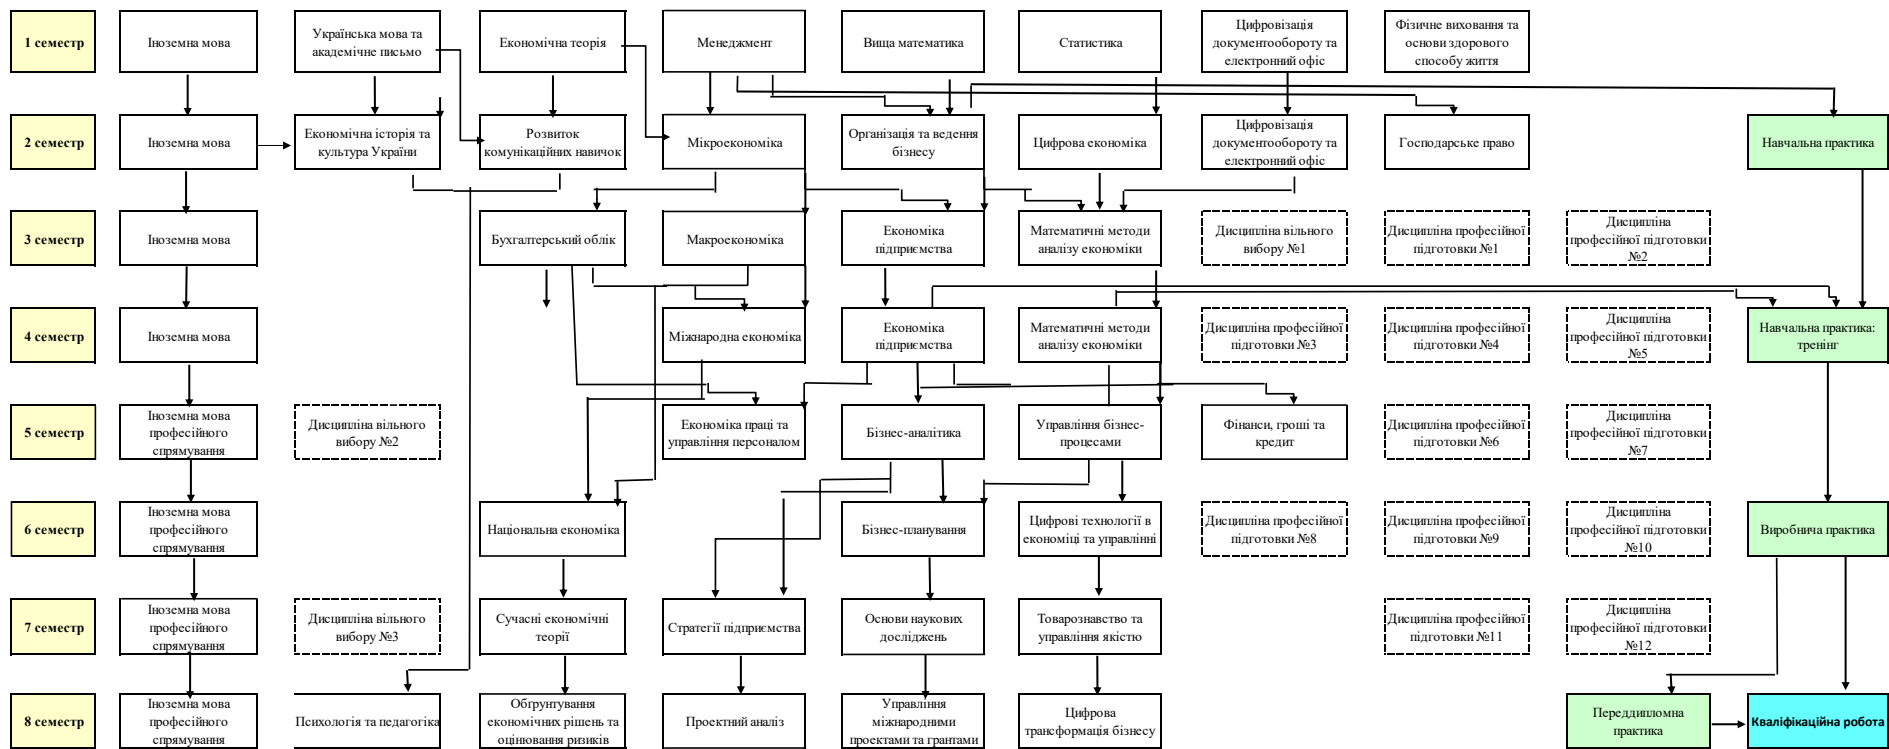 1 семестр
Іноземна мова
Українська мова та
академічне письмо
Економічна теорія
Менеджмент
Вища математика
Статистика
Цифровізація
документообороту та
електронний офіс
Фізичне виховання та
основи здорового
способу життя
2 семестр
Іноземна мова
Економічна історія та
культура України
Розвиток
комунікаційних навичок
Мікроекономіка
Організація та ведення
бізнесу
Цифрова економіка
Цифровізація
документообороту та
електронний офіс
Господарське право
Навчальна практика
3 семестр
Іноземна мова
Бухгалтерський облік
Макроекономіка
Економіка
підприємства
Математичні методи
аналізу економіки
Дисципліна вільного
вибору №1
Дисципліна професійної
підготовки №1
Дисципліна
професійної підготовки
№2
4 семестр
Іноземна мова
Міжнародна економіка
Економіка
підприємства
Математичні методи
аналізу економіки
Дисципліна професійної
підготовки №3
Дисципліна професійної
підготовки №4
Дисципліна
професійної підготовки
№5
Навчальна практика:
тренінг
5 семестр
Іноземна мова
професійного
спрямування
Дисципліна вільного
вибору №2
Економіка праці та
управління персоналом
Бізнес-аналітика
Управління бізнес-
процесами
Фінанси, гроші та
кредит
Дисципліна професійної
підготовки №6
Дисципліна
професійної підготовки
№7
6 семестр
Іноземна мова
професійного
спрямування
Національна економіка
Бізнес-планування
Цифрові технології в
економіці та управлінні
Дисципліна професійної
підготовки №8
Дисципліна професійної
підготовки №9
Дисципліна
професійної підготовки
№10
Виробнича практика
7 семестр
Іноземна мова
професійного
спрямування
Дисципліна вільного
вибору №3
Сучасні економічні
теорії
Стратегії підприємства
Основи наукових
досліджень
Товарознавство та
управління якістю
Дисципліна професійної
підготовки №11
Дисципліна
професійної підготовки
№12
8 семестр
Іноземна мова
професійного
спрямування
Психологія та педагогіка
Обґрунтування
економічних рішень та
оцінювання ризиків
Проектний аналіз
Управління
міжнародними
проектами та грантами
Цифрова
трансформація бізнесу
Переддипломна
практика
Кваліфікаційна робота